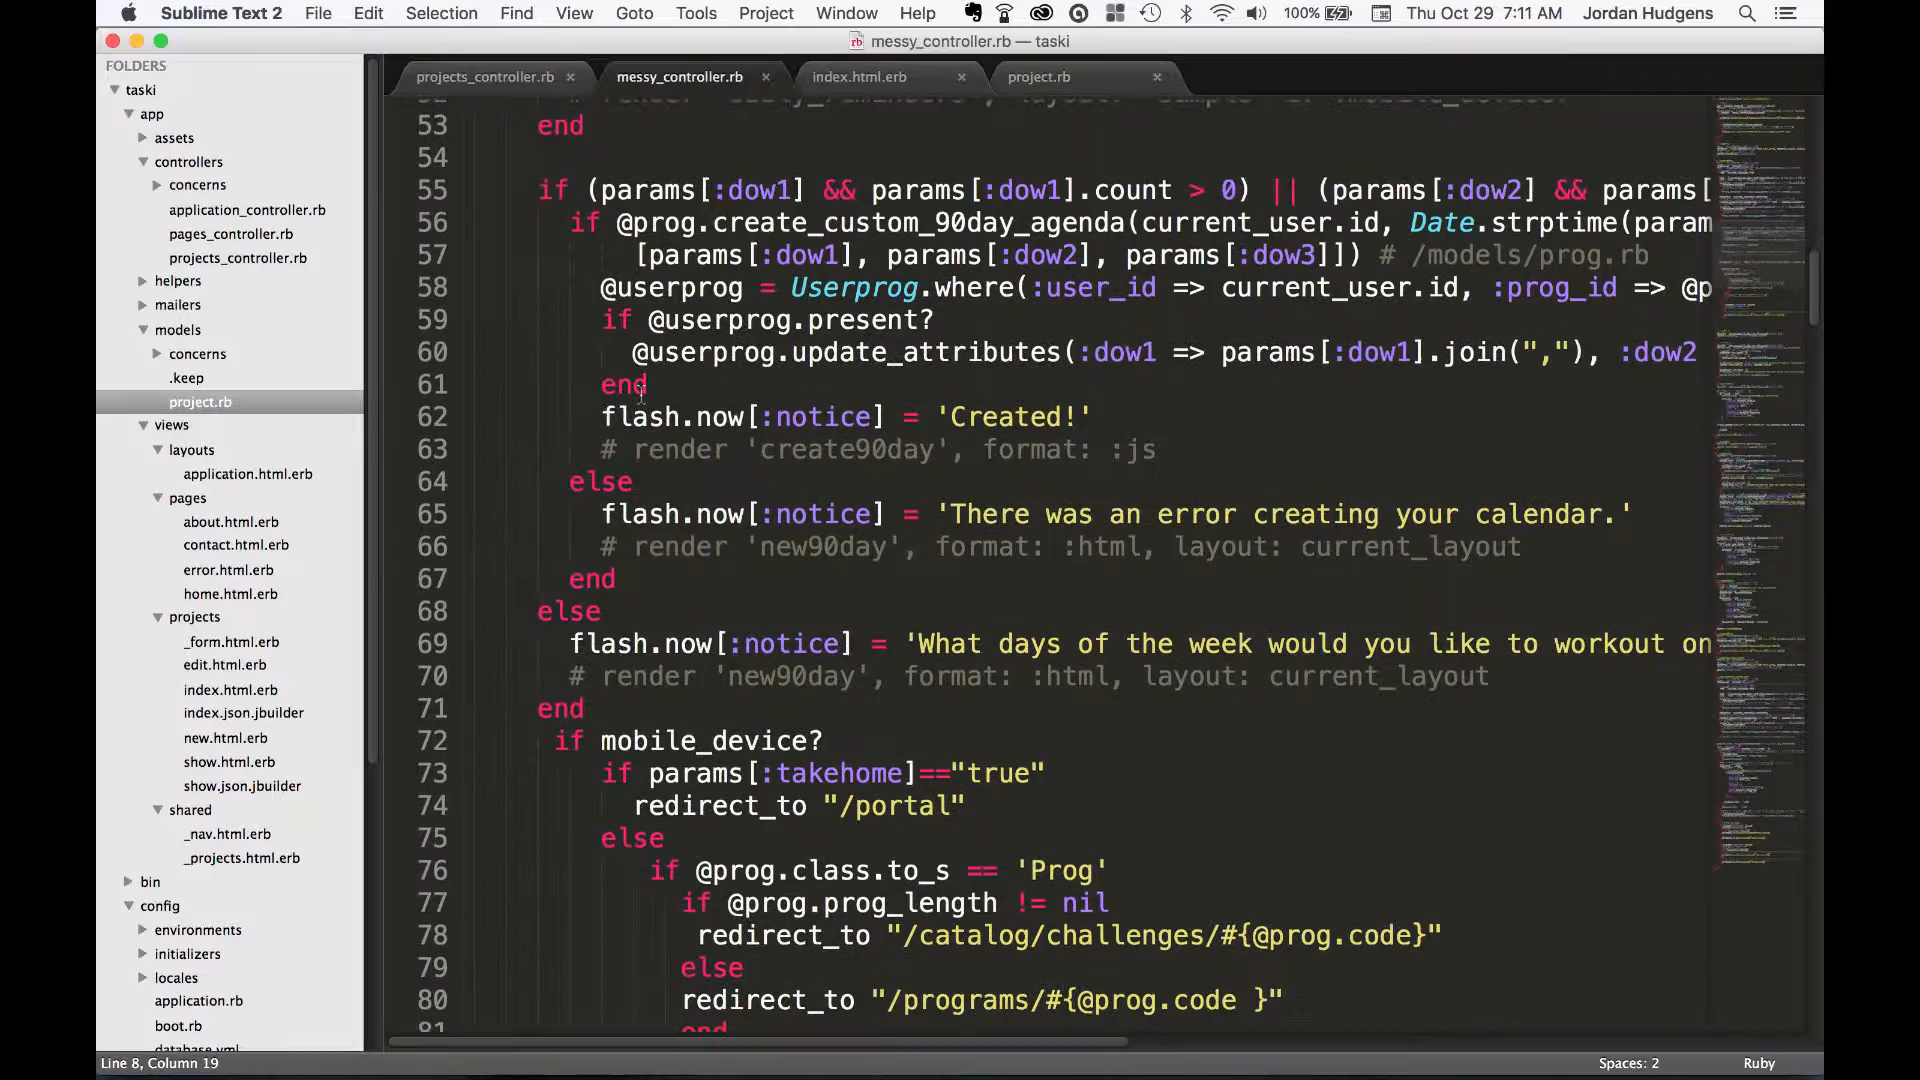 Sublime Text 2 File Edit Selection Find View Goto Tools Project Window Help 100% Thu Oct 29 7:11 AM Jordan Hudgens
messy_controller.rb — taski
FOLDERS
taski
app
assets
controllers
concerns
application_controller.rb
pages_controller.rb
projects_controller.rb
helpers
mailers
models
concerns
.keep
project.rb
views
layouts
application.html.erb
pages
about.html.erb
contact.html.erb
error.html.erb
home.html.erb
projects
_form.html.erb
edit.html.erb
index.html.erb
index.json.jbuilder
new.html.erb
show.html.erb
show.json.jbuilder
shared
_nav.html.erb
_projects.html.erb
bin
config
environments
initializers
locales
application.rb
boot.rb
database.yml
projects_controller.rb × messy_controller.rb × index.html.erb × project.rb ×
53 end
54
55 if (params[:dow1] && params[:dow1].count > 0) || (params[:dow2] && params[
56 if @prog.create_custom_90day_agenda(current_user.id, Date.strptime(param
57 [params[:dow1], params[:dow2], params[:dow3]]) # /models/prog.rb
58 @userprog = Userprog.where(:user_id => current_user.id, :prog_id => @p
59 if @userprog.present?
60 @userprog.update_attributes(:dow1 => params[:dow1].join(","), :dow2
61 end
62 flash.now[:notice] = 'Created!'
63 # render 'create90day', format: :js
64 else
65 flash.now[:notice] = 'There was an error creating your calendar.'
66 # render 'new90day', format: :html, layout: current_layout
67 end
68 else
69 flash.now[:notice] = 'What days of the week would you like to workout on
70 # render 'new90day', format: :html, layout: current_layout
71 end
72 if mobile_device?
73 if params[:takehome]=="true"
74 redirect_to "/portal"
75 else
76 if @prog.class.to_s == 'Prog'
77 if @prog.prog_length != nil
78 redirect_to "/catalog/challenges/#{@prog.code}"
79 else
80 redirect_to "/programs/#{@prog.code }"
81 end
Line 8, Column 19 Spaces: 2 Ruby